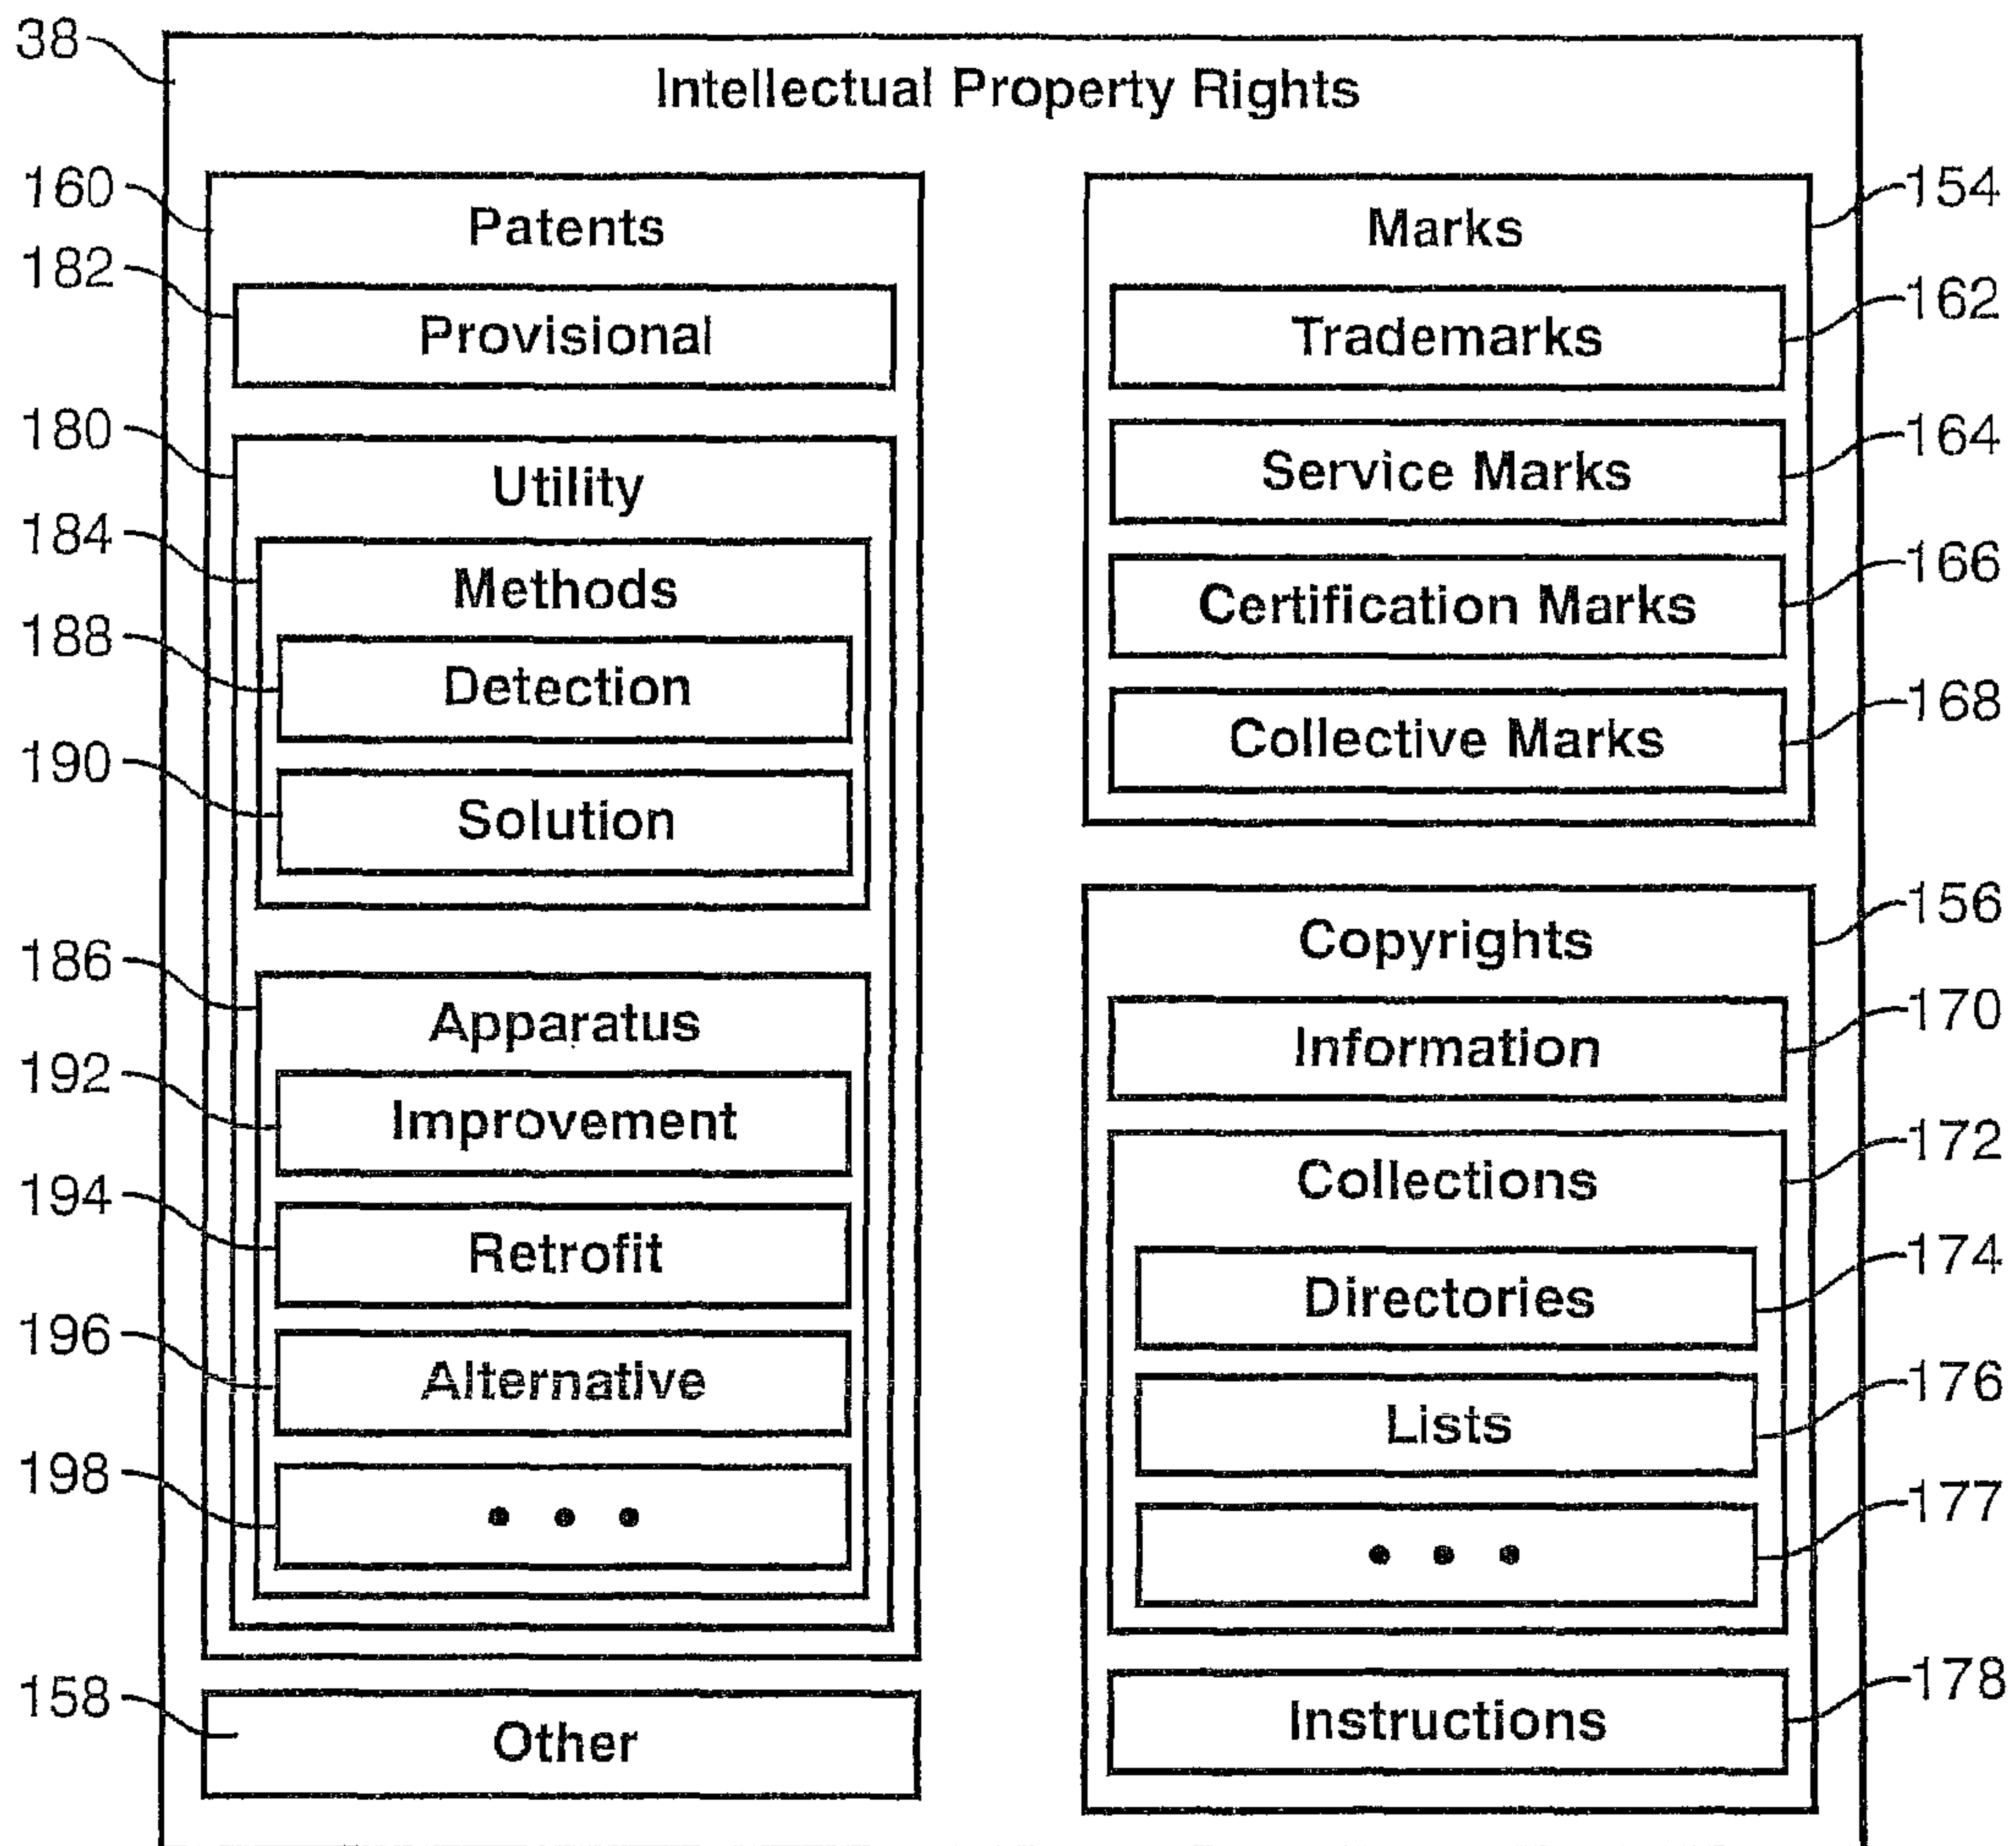 38
Intellectual Property Rights
160
Patents
182
Provisional
180
Utility
184
Methods
188
Detection
190
Solution
186
Apparatus
192
Improvement
194
Retrofit
196
Alternative
198
• • •
158
Other
Marks
154
Trademarks
162
Service Marks
164
Certification Marks
166
Collective Marks
168
Copyrights
156
Information
170
Collections
172
Directories
174
Lists
176
• • •
177
Instructions
178